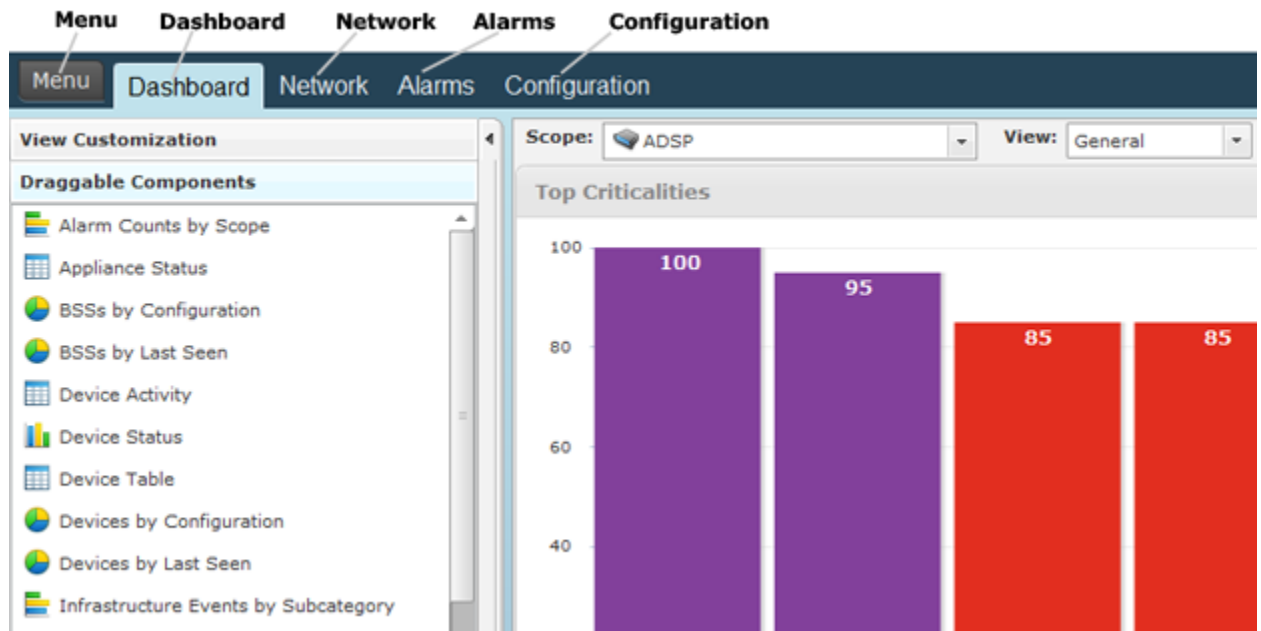 Menu Dashboard Network Alarms Configuration
Menu Dashboard Network Alarms Configuration
View Customization
Draggable Components
Alarm Counts by Scope
Appliance Status
BSSs by Configuration
BSSs by Last Seen
Device Activity
Device Status
Device Table
Devices by Configuration
Devices by Last Seen
Infrastructure Events by Subcategory
Scope: ADSP View: General
Top Criticalities
100
80
60
40
100
95
85
85